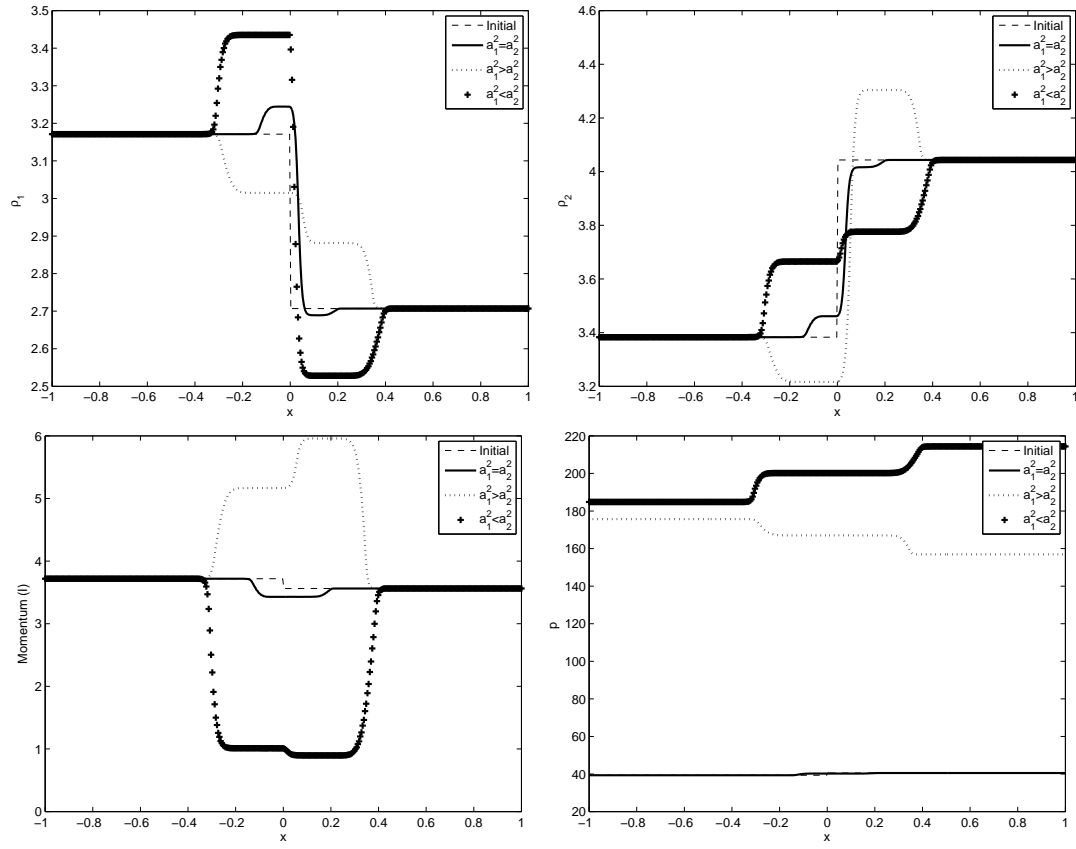 3.5
3.4
3.3
3.2
3.1
3
2.9
2.8
2.7
2.6
2.5
ρ₁
−1 −0.8 −0.6 −0.4 −0.2 0 0.2 0.4 0.6 0.8 1
x
Initial
a₁²=a₂²
a₁²>a₂²
a₁²<a₂²
4.6
4.4
4.2
4
3.8
3.6
3.4
3.2
ρ₂
−1 −0.8 −0.6 −0.4 −0.2 0 0.2 0.4 0.6 0.8 1
x
Initial
a₁²=a₂²
a₁²>a₂²
a₁²<a₂²
6
5
4
3
2
1
0
Momentum (I)
−1 −0.8 −0.6 −0.4 −0.2 0 0.2 0.4 0.6 0.8 1
x
Initial
a₁²=a₂²
a₁²>a₂²
a₁²<a₂²
220
200
180
160
140
120
100
80
60
40
20
p
−1 −0.8 −0.6 −0.4 −0.2 0 0.2 0.4 0.6 0.8 1
x
Initial
a₁²=a₂²
a₁²>a₂²
a₁²<a₂²